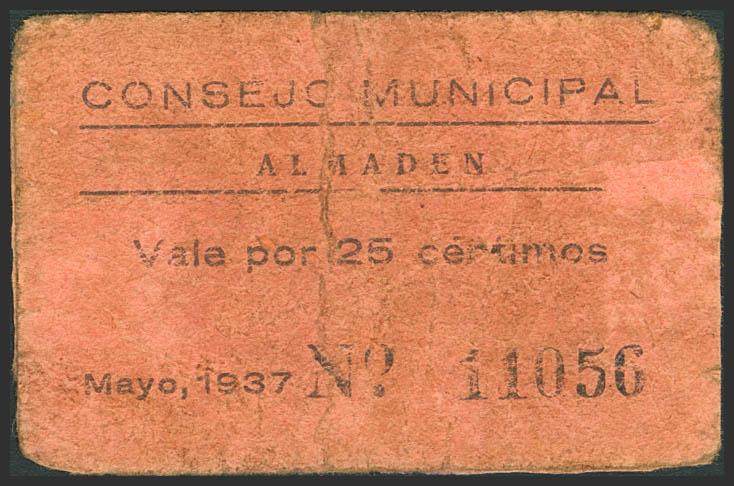 CONSEJO MUNICIPAL
ALMADEN
Vale por 25 céntimos
Mayo, 1937 Nº 11056